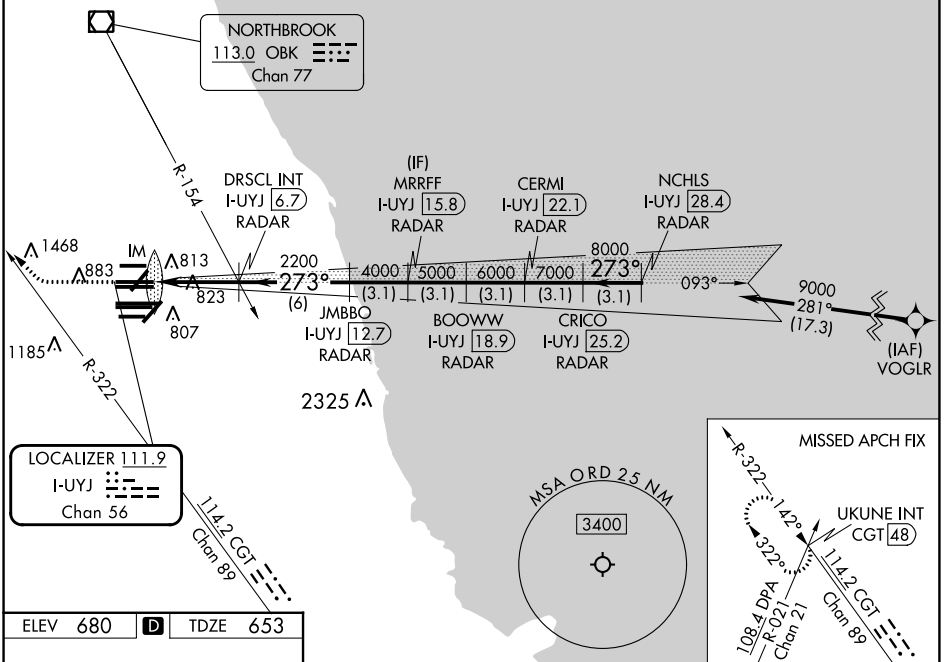 NORTHBROOK
113.0 OBK
Chan 77
R-154
DRSCL INT
I-UYJ 6.7
RADAR
(IF)
MRRFF
I-UYJ 15.8
RADAR
CERMI
I-UYJ 22.1
RADAR
NCHLS
I-UYJ 28.4
RADAR
1468
883
IM
813
823
807
2200
273°
(6)
4000
(3.1)
5000
(3.1)
6000
(3.1)
7000
(3.1)
8000
273°
(3.1)
093°
9000
281°
(17.3)
(IAF)
VOGLR
JMBBO
I-UYJ 12.7
RADAR
BOOWW
I-UYJ 18.9
RADAR
CRICO
I-UYJ 25.2
RADAR
1185
R-322
2325
LOCALIZER 111.9
I-UYJ
Chan 56
114.2 CGT
Chan 89
MSA ORD 25 NM
3400
MISSED APCH FIX
R-322
142°
322°
UKUNE INT
CGT 48
114.2 CGT
Chan 89
108.4 DPA
R-021
Chan 21
ELEV 680 D TDZE 653